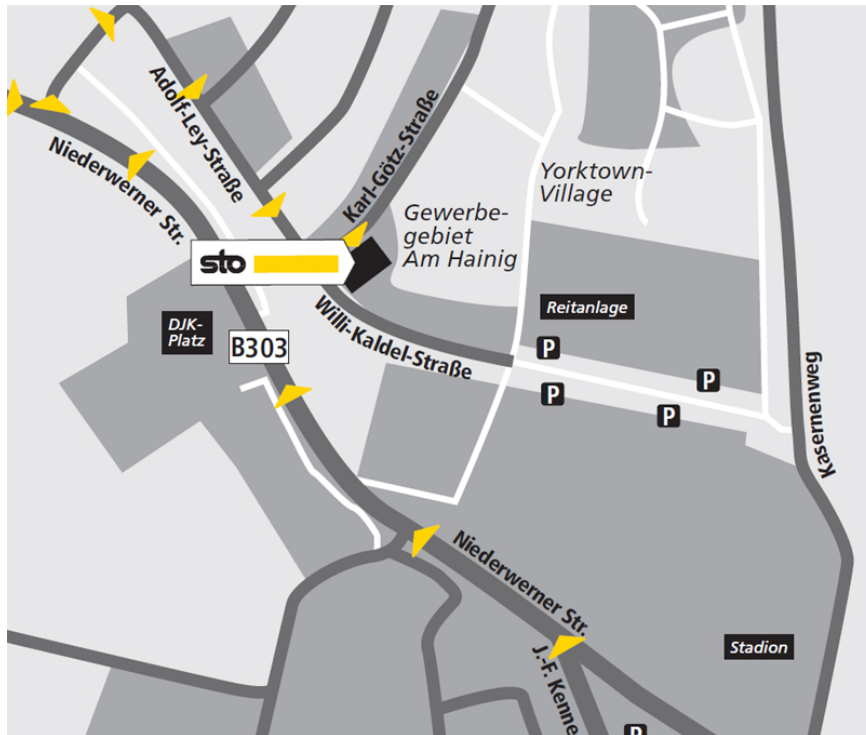 Adolf-Ley-Straße
Niederwerner Str.
Karl-Götz-Straße
Yorktown-
Village
Gewerbe-
gebiet
Am Hainig
sto
Reitanlage
DJK-
Platz
B303
Willi-Kaldel-Straße
P
P
P
P
Kasernenweg
Niederwerner Str.
Stadion
J.-F. Kenne
P